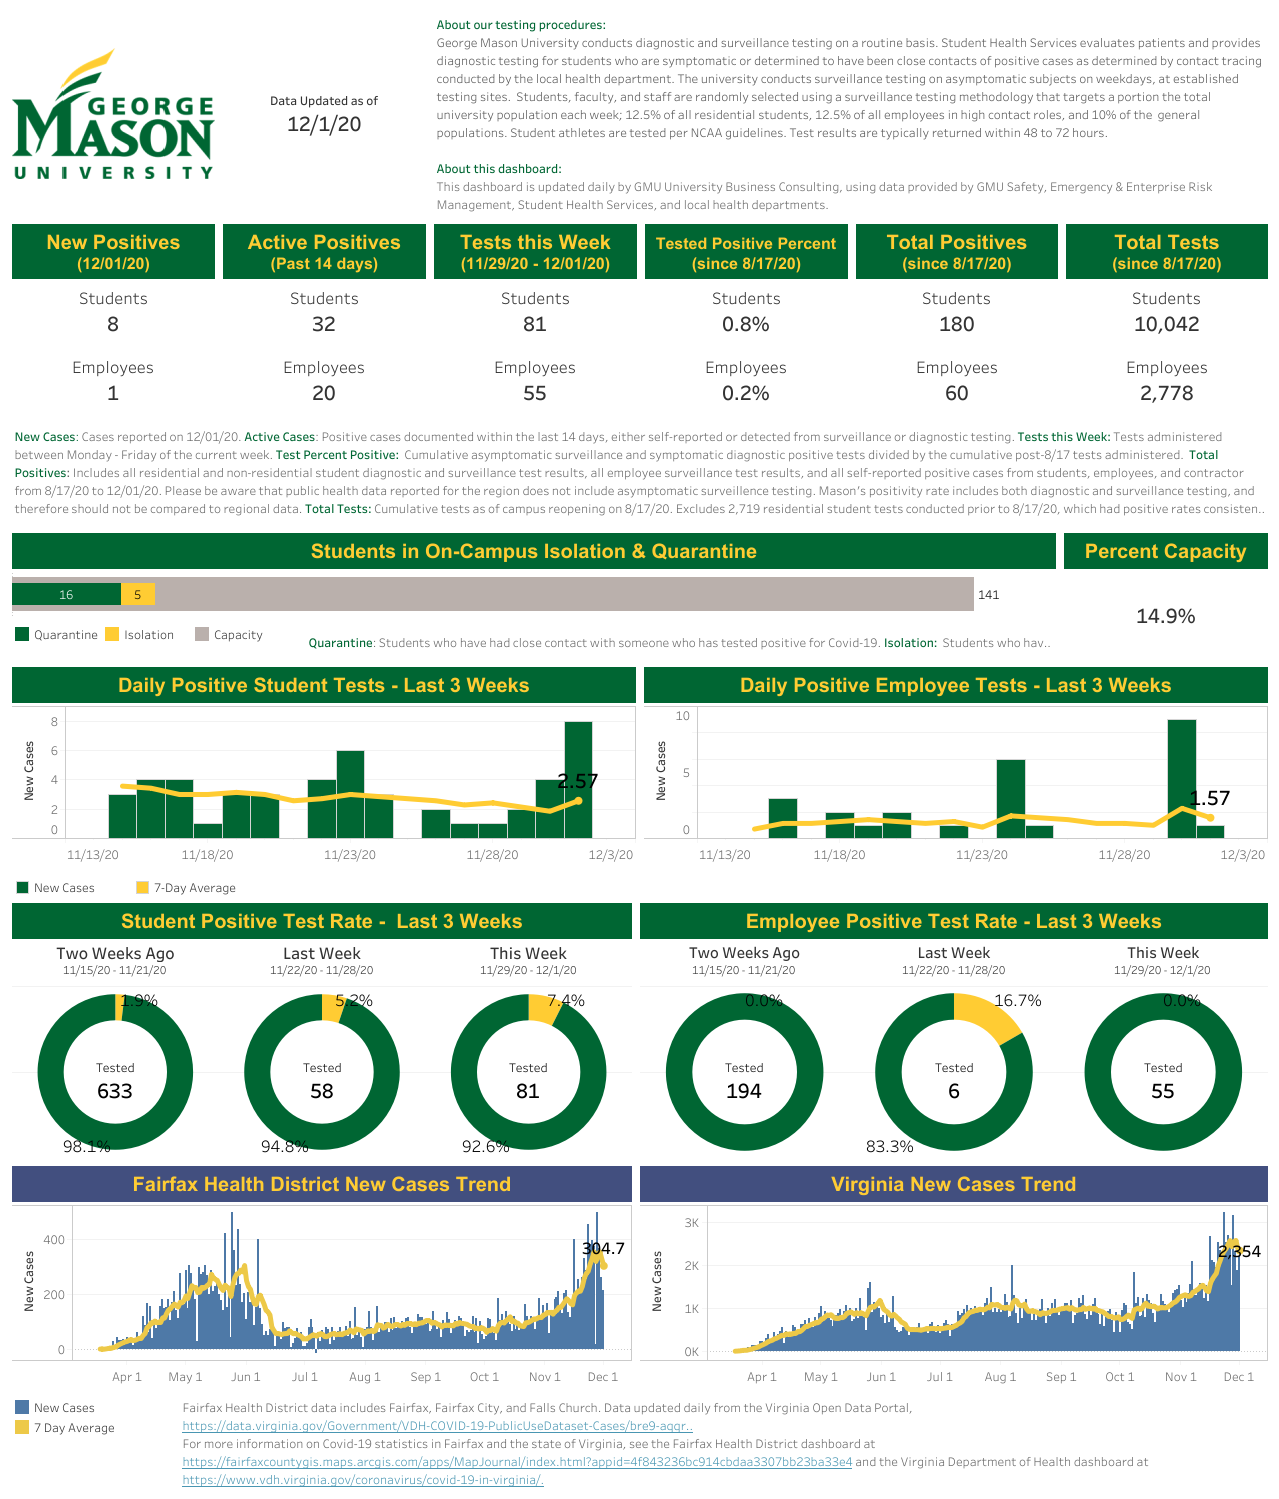 About our testing procedures:
George Mason University conducts diagnostic and surveillance testing on a routine basis. Student Health Services evaluates patients and provides
diagnostic testing for students who are symptomatic or determined to have been close contacts of positive cases as determined by contact tracing
conducted by the local health department. The university conducts surveillance testing on asymptomatic subjects on weekdays, at established
testing sites.  Students, faculty, and staff are randomly selected using a surveillance testing methodology that targets a portion the total
university population each week; 12.5% of all residential students, 12.5% of all employees in high contact roles, and 10% of the  general
populations. Student athletes are tested per NCAA guidelines. Test results are typically returned within 48 to 72 hours.
About this dashboard:
This dashboard is updated daily by GMU University Business Consulting, using data provided by GMU Safety, Emergency & Enterprise Risk
Management, Student Health Services, and local health departments.
GEORGE
MASON
UNIVERSITY
Data Updated as of
12/1/20
New Positives
(12/01/20)
Students
8
Employees
1
Active Positives
(Past 14 days)
Students
32
Employees
20
Tests this Week
(11/29/20 - 12/01/20)
Students
81
Employees
55
Tested Positive Percent
(since 8/17/20)
Students
0.8%
Employees
0.2%
Total Positives
(since 8/17/20)
Students
180
Employees
60
Total Tests
(since 8/17/20)
Students
10,042
Employees
2,778
New Cases: Cases reported on 12/01/20. Active Cases: Positive cases documented within the last 14 days, either self-reported or detected from surveillance or diagnostic testing. Tests this Week: Tests administered
between Monday - Friday of the current week. Test Percent Positive:  Cumulative asymptomatic surveillance and symptomatic diagnostic positive tests divided by the cumulative post-8/17 tests administered.  Total
Positives: Includes all residential and non-residential student diagnostic and surveillance test results, all employee surveillance test results, and all self-reported positive cases from students, employees, and contractor
from 8/17/20 to 12/01/20. Please be aware that public health data reported for the region does not include asymptomatic surveillence testing. Mason's positivity rate includes both diagnostic and surveillance testing, and
therefore should not be compared to regional data. Total Tests: Cumulative tests as of campus reopening on 8/17/20. Excludes 2,719 residential student tests conducted prior to 8/17/20, which had positive rates consisten..
Students in On-Campus Isolation & Quarantine
16
5
141
Quarantine
Isolation
Capacity
Quarantine: Students who have had close contact with someone who has tested positive for Covid-19. Isolation:  Students who hav..
Percent Capacity
14.9%
Daily Positive Student Tests - Last 3 Weeks
New Cases
8
6
4
2
0
2.57
11/13/20
11/18/20
11/23/20
11/28/20
12/3/20
New Cases
7-Day Average
Daily Positive Employee Tests - Last 3 Weeks
New Cases
10
5
0
1.57
11/13/20
11/18/20
11/23/20
11/28/20
12/3/20
Student Positive Test Rate -  Last 3 Weeks
Two Weeks Ago
11/15/20 - 11/21/20
1.9%
Tested
633
98.1%
Last Week
11/22/20 - 11/28/20
5.2%
Tested
58
94.8%
This Week
11/29/20 - 12/1/20
7.4%
Tested
81
92.6%
Employee Positive Test Rate - Last 3 Weeks
Two Weeks Ago
11/15/20 - 11/21/20
0.0%
Tested
194
Last Week
11/22/20 - 11/28/20
16.7%
Tested
6
83.3%
This Week
11/29/20 - 12/1/20
0.0%
Tested
55
Fairfax Health District New Cases Trend
New Cases
400
200
0
304.7
Apr 1
May 1
Jun 1
Jul 1
Aug 1
Sep 1
Oct 1
Nov 1
Dec 1
Virginia New Cases Trend
New Cases
3K
2K
1K
0K
2,354
Apr 1
May 1
Jun 1
Jul 1
Aug 1
Sep 1
Oct 1
Nov 1
Dec 1
New Cases
7 Day Average
Fairfax Health District data includes Fairfax, Fairfax City, and Falls Church. Data updated daily from the Virginia Open Data Portal,
https://data.virginia.gov/Government/VDH-COVID-19-PublicUseDataset-Cases/bre9-aqqr..
For more information on Covid-19 statistics in Fairfax and the state of Virginia, see the Fairfax Health District dashboard at
https://fairfaxcountygis.maps.arcgis.com/apps/MapJournal/index.html?appid=4f843236bc914cbdaa3307bb23ba33e4 and the Virginia Department of Health dashboard at
https://www.vdh.virginia.gov/coronavirus/covid-19-in-virginia/.